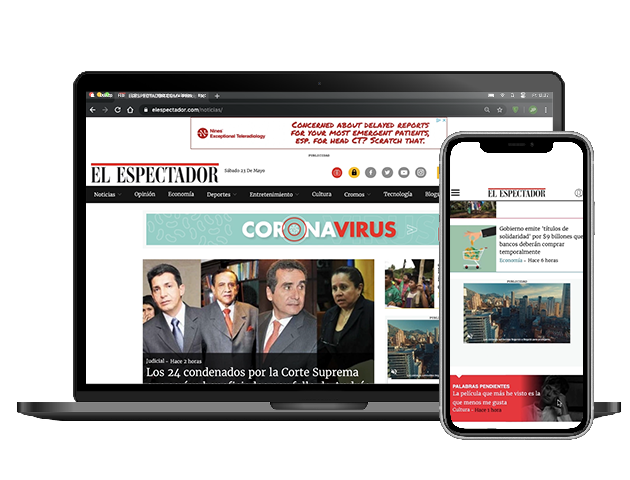 elespectador.com/noticias/
Nines
Exceptional Teleradiology
CONCERNED ABOUT DELAYED REPORTS
FOR YOUR MOST EMERGENT PATIENTS,
ESP. FOR HEAD CT? SCRATCH THAT.
PUBLICIDAD
EL ESPECTADOR
Sábado 23 De Mayo
Noticias
Opinión
Economía
Deportes
Entretenimiento
Cultura
Cromos
Tecnología
Blogs
CORONAVIRUS
Judicial - Hace 2 horas
Los 24 condenados por la Corte Suprema
PUBLICIDAD
EL ESPECTADOR
Gobierno emite 'títulos de
solidaridad' por $9 billones que
bancos deberán comprar
temporalmente
Economía - Hace 6 horas
PUBLICIDAD
PALABRAS PENDIENTES
La película que más he visto es la
que menos me gusta
Cultura - Hace 1 hora